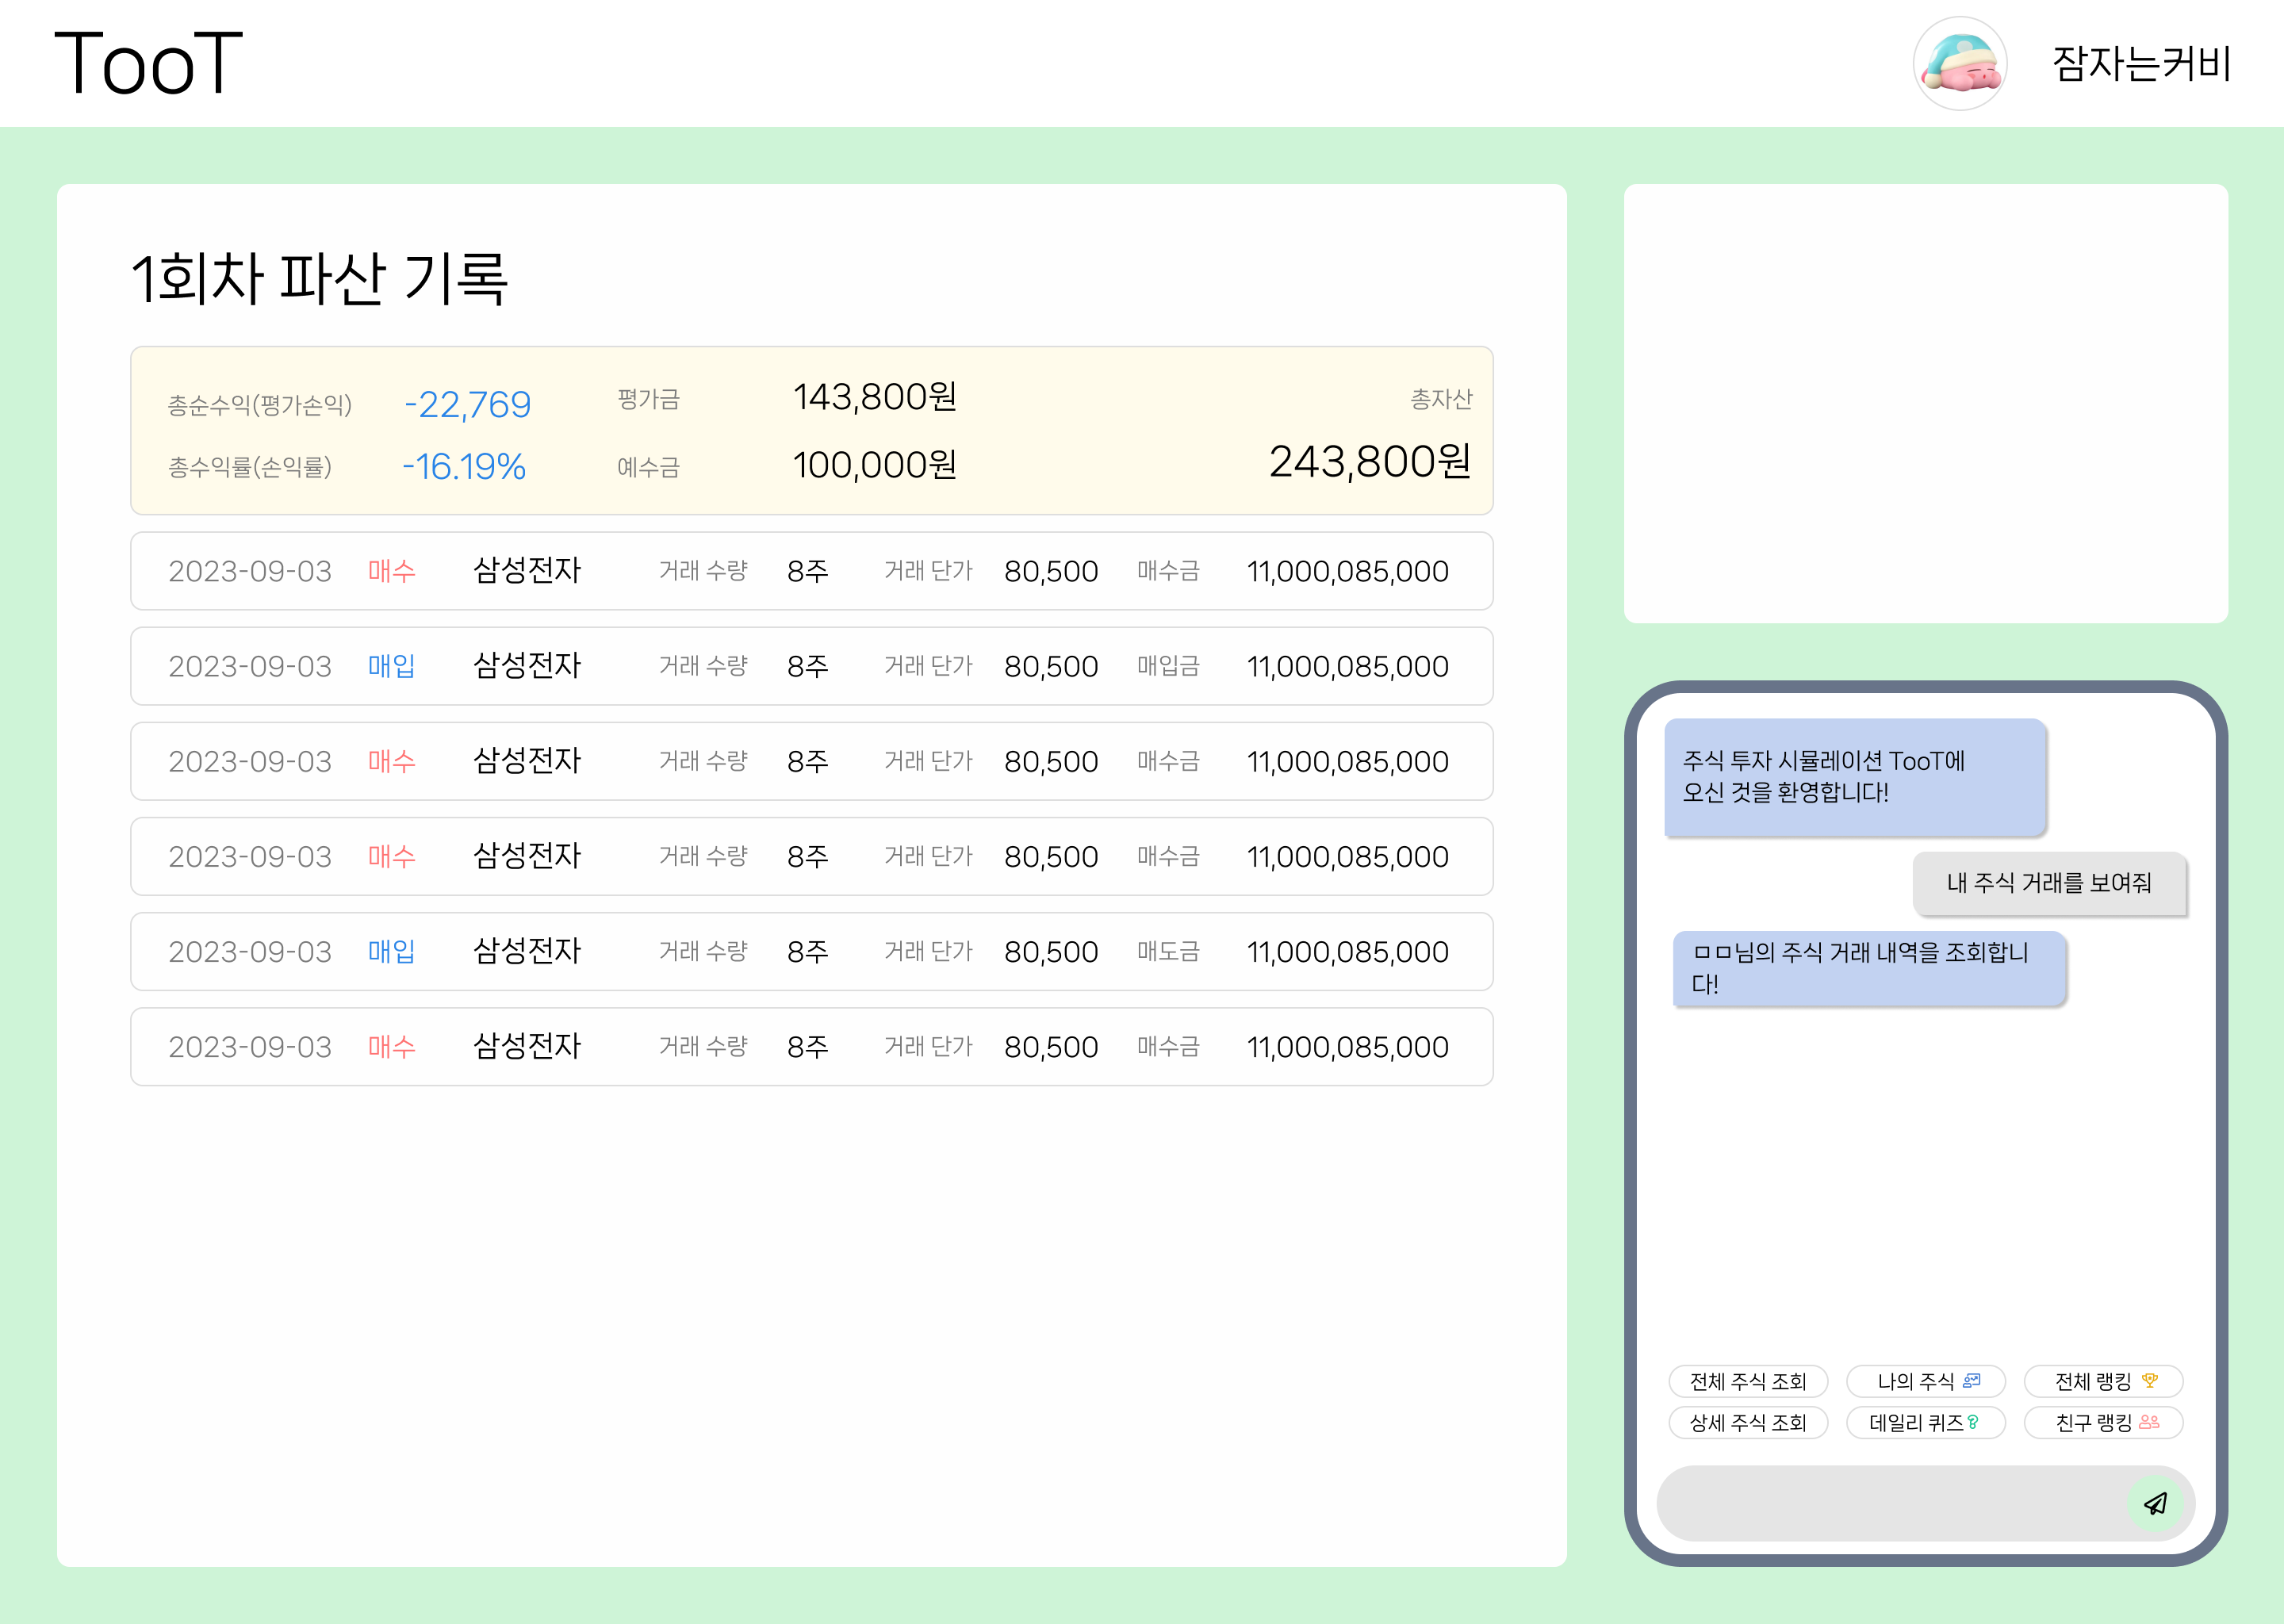 TooT
잠자는커비
1회차 파산 기록
총순수익(평가손익) -22,769 평가금 143,800원 총자산
총수익률(손익률) -16.19% 예수금 100,000원 243,800원
2023-09-03 매수 삼성전자 거래 수량 8주 거래 단가 80,500 매수금 11,000,085,000
2023-09-03 매입 삼성전자 거래 수량 8주 거래 단가 80,500 매입금 11,000,085,000
2023-09-03 매수 삼성전자 거래 수량 8주 거래 단가 80,500 매수금 11,000,085,000
2023-09-03 매수 삼성전자 거래 수량 8주 거래 단가 80,500 매수금 11,000,085,000
2023-09-03 매입 삼성전자 거래 수량 8주 거래 단가 80,500 매도금 11,000,085,000
2023-09-03 매수 삼성전자 거래 수량 8주 거래 단가 80,500 매수금 11,000,085,000
주식 투자 시뮬레이션 TooT에
오신 것을 환영합니다!
내 주식 거래를 보여줘
ㅁㅁ님의 주식 거래 내역을 조회합니
다!
전체 주식 조회 나의 주식 전체 랭킹
상세 주식 조회 데일리 퀴즈 친구 랭킹